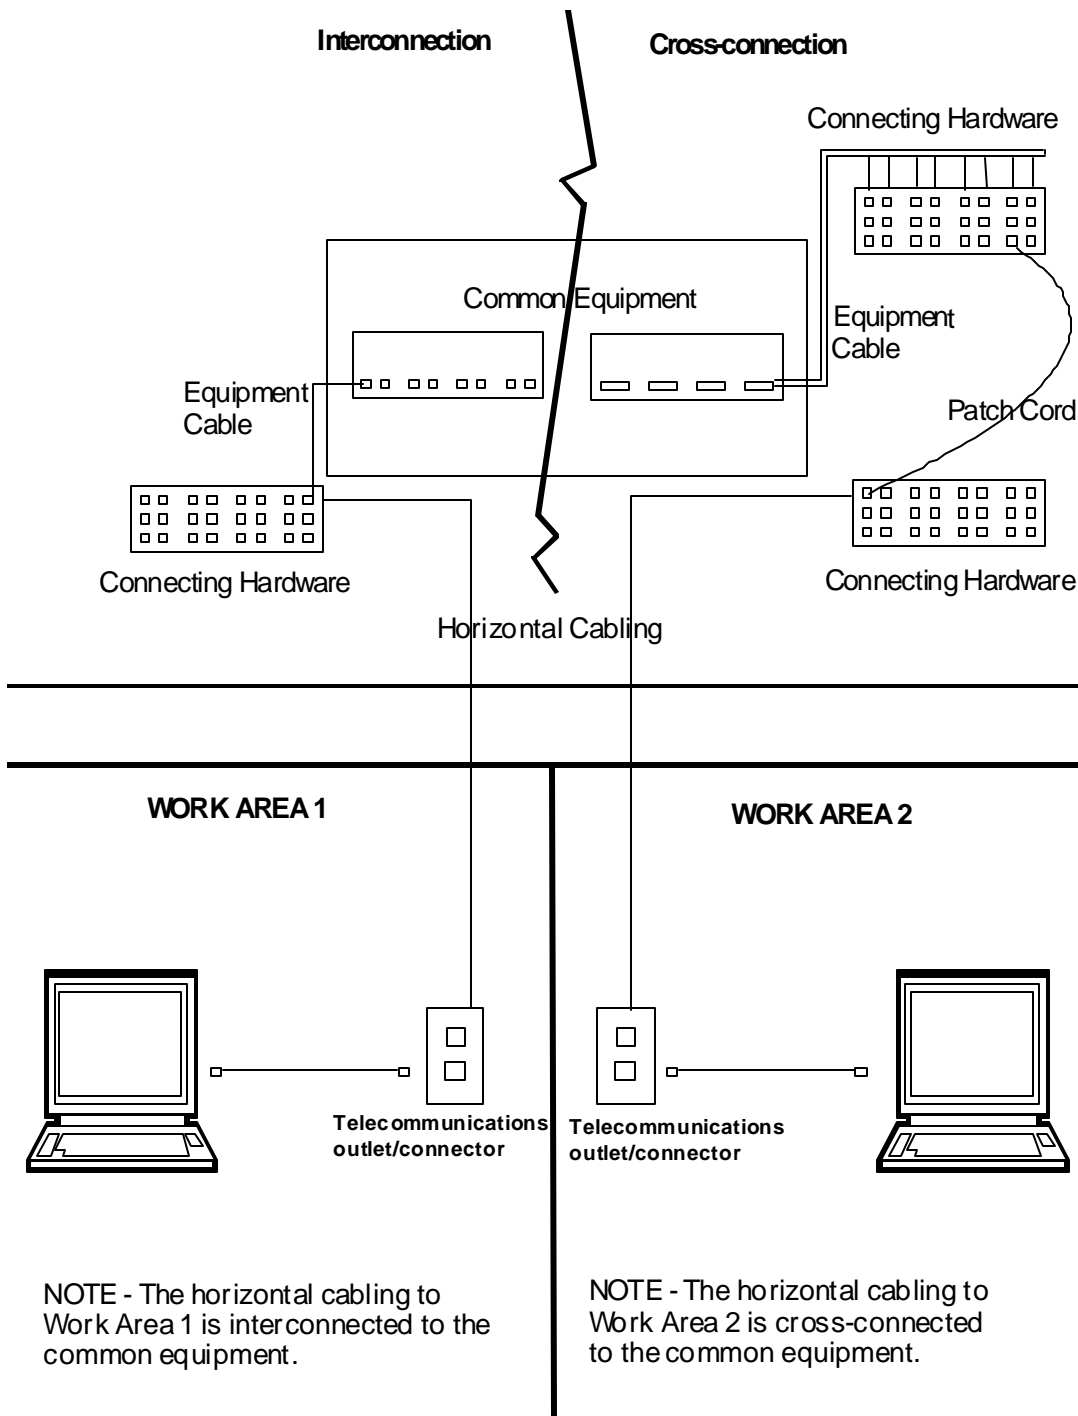 Interconnection
Cross-connection
Connecting Hardware
Common Equipment
Equipment
Cable
Equipment
Cable
Patch Cord
Connecting Hardware
Connecting Hardware
Horizontal Cabling
WORK AREA 1
WORK AREA 2
Telecommunications
outlet/connector
Telecommunications
outlet/connector
NOTE - The horizontal cabling to
Work Area 1 is interconnected to the
common equipment.
NOTE - The horizontal cabling to
Work Area 2 is cross-connected
to the common equipment.